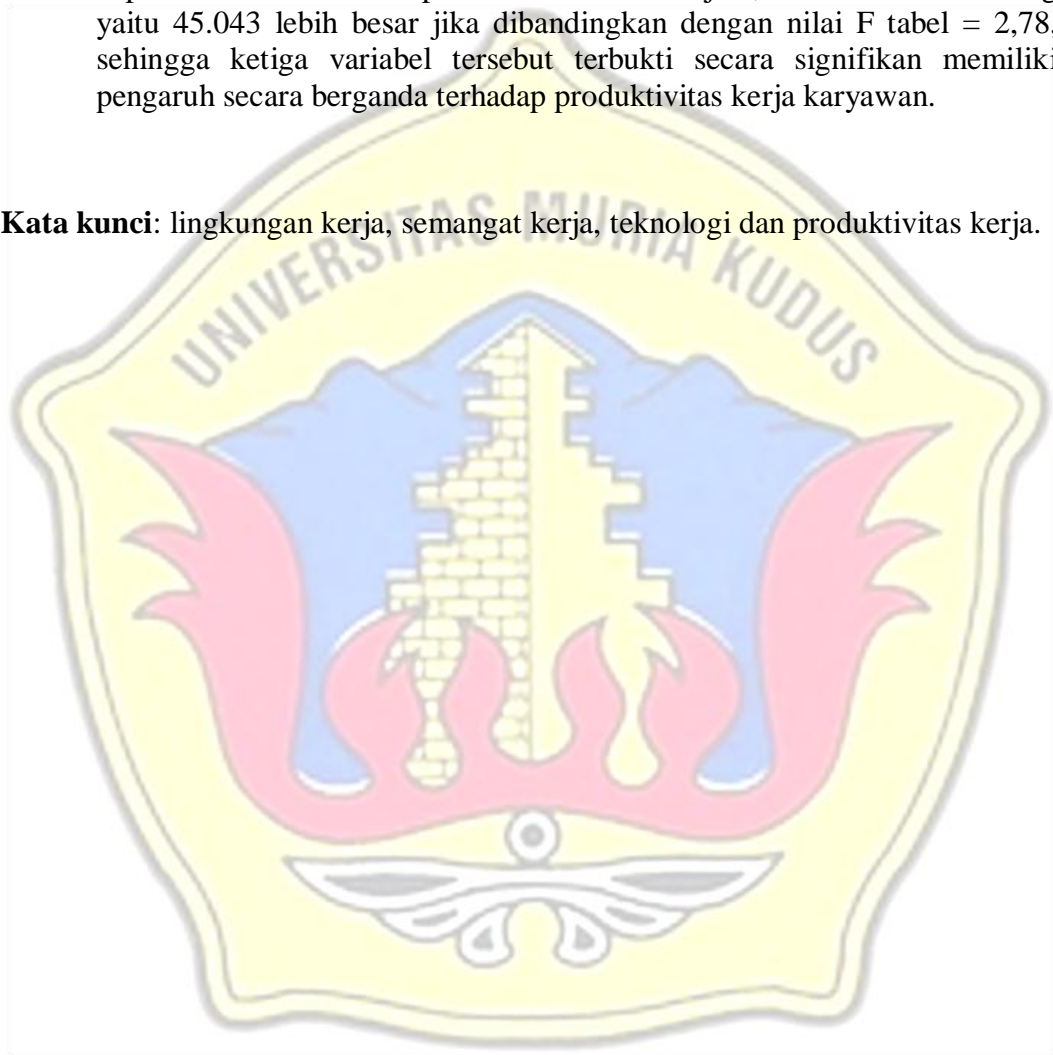 yaitu 45.043 lebih besar jika dibandingkan dengan nilai F tabel = 2,78,
sehingga ketiga variabel tersebut terbukti secara signifikan memiliki
pengaruh secara berganda terhadap produktivitas kerja karyawan.
Kata kunci: lingkungan kerja, semangat kerja, teknologi dan produktivitas kerja.
UNIVERSITAS MURIA KUDUS